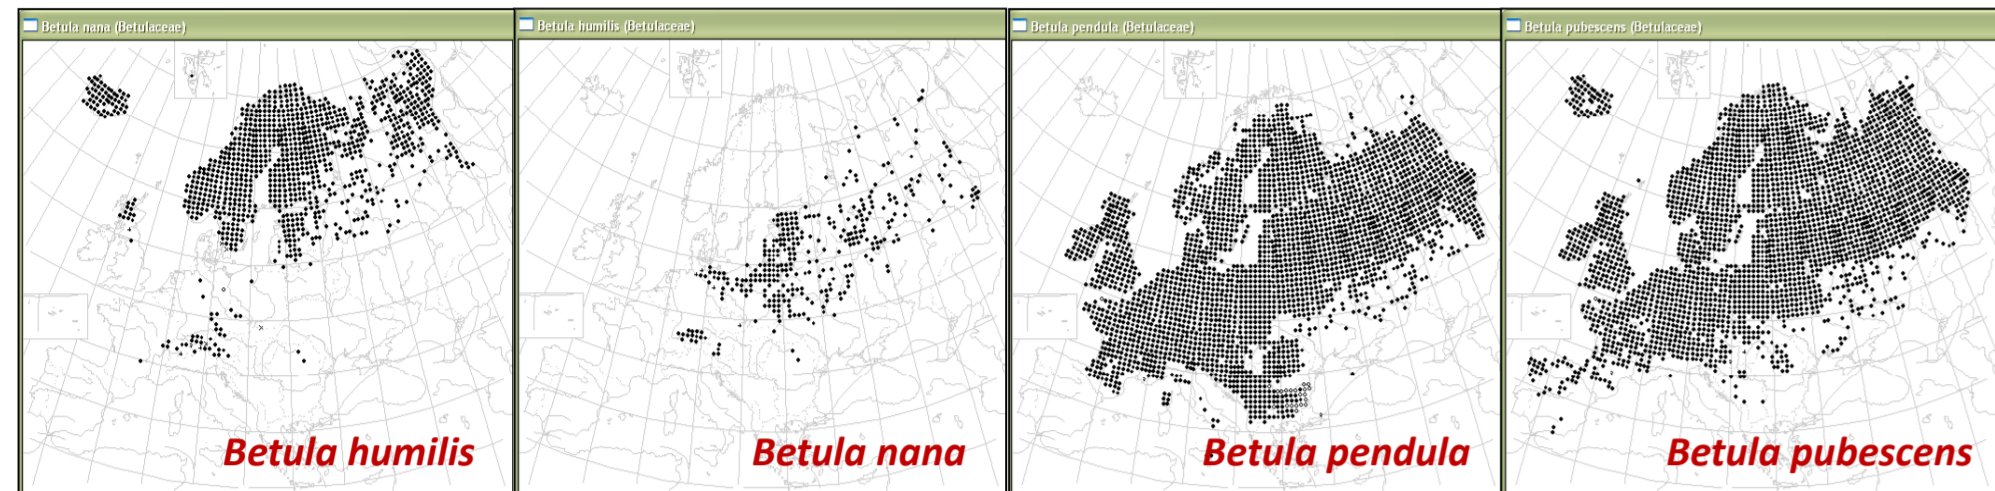 Betula nana (Betulaceae)
Betula humilis (Betulaceae)
Betula pendula (Betulaceae)
Betula pubescens (Betulaceae)
Betula humilis
Betula nana
Betula pendula
Betula pubescens